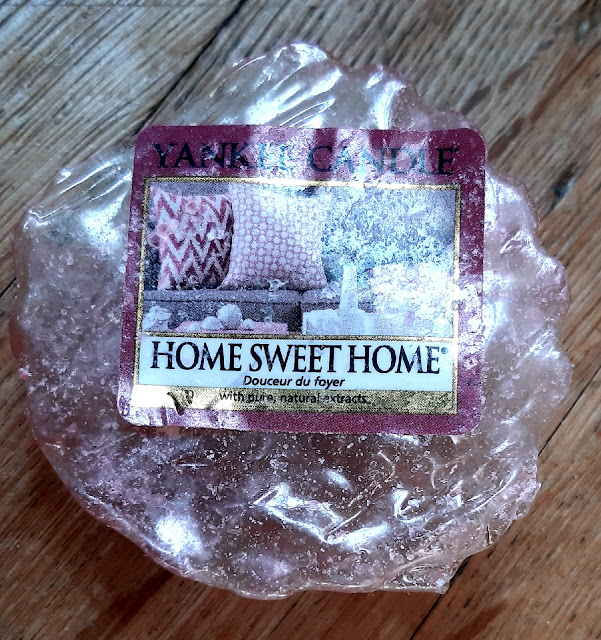 YANKEE CANDLE®
HOME SWEET HOME®
Douceur du foyer
with pure, natural extracts.